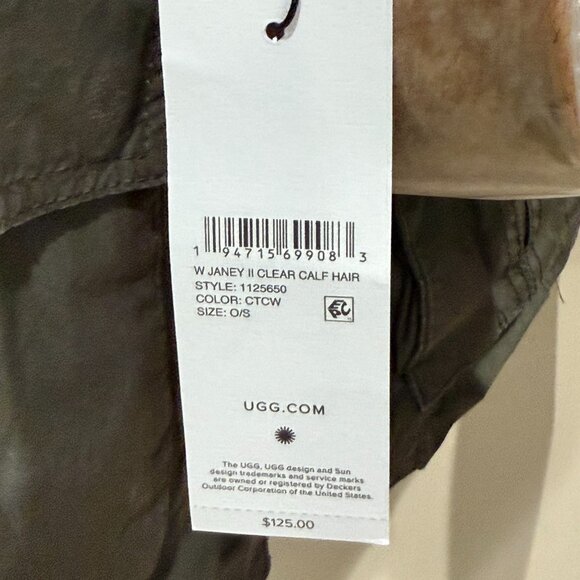 1 94715 69908 3
W JANEY II CLEAR CALF HAIR
STYLE: 1125650
COLOR: CTCW
SIZE: O/S
EPC
UGG.COM
The UGG, UGG design and Sun
design trademarks and service marks
are owned or registered by Deckers
Outdoor Corporation of the United States.
$125.00